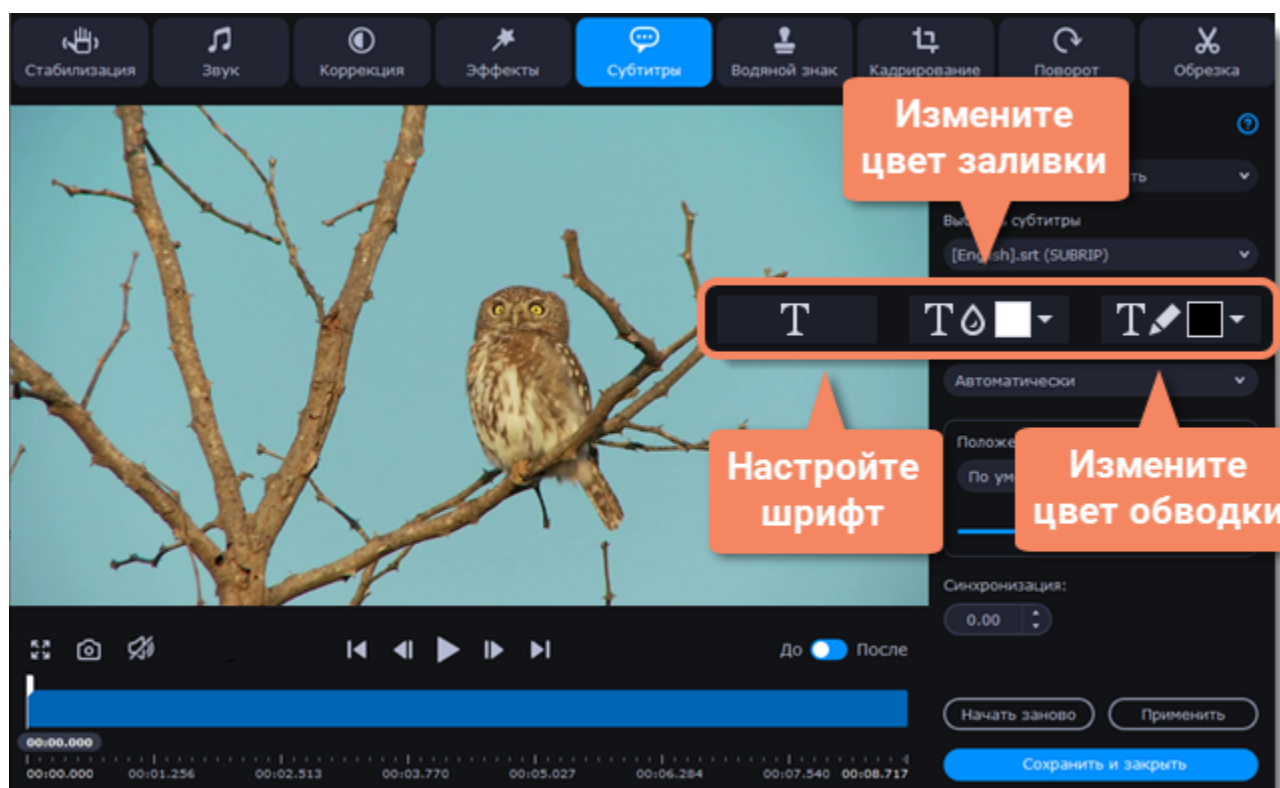 Стабилизация
Звук
Коррекция
Эффекты
Субтитры
Водяной знак
Кадрирование
Поворот
Обрезка
Измените
цвет заливки
?
субтитры
[English].srt (SUBRIP)
T
T
T
Автоматически
Настройте
шрифт
Измените
цвет обводки
Синхронизация:
0.00
До
После
Начать заново
Применить
00:00.000
00:00.000
00:01.256
00:02.513
00:03.770
00:05.027
00:06.284
00:07.540
00:08.717
Сохранить и закрыть